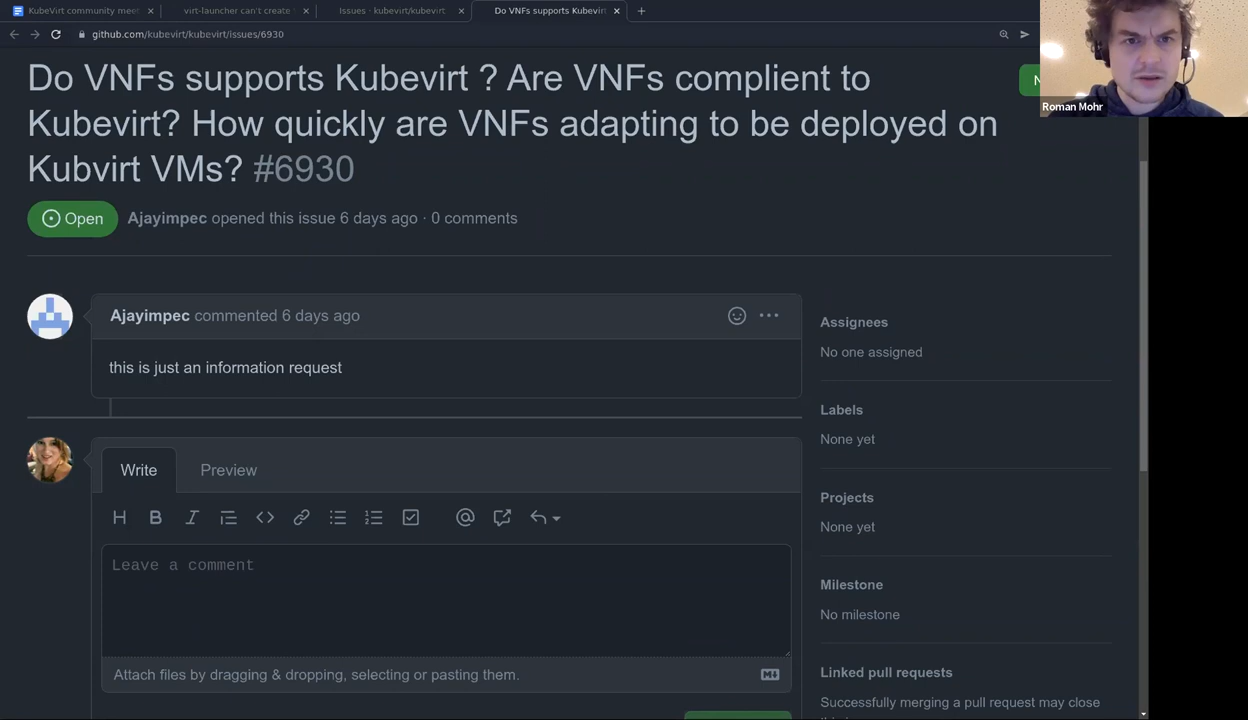 KubeVirt community meet
virt-launcher can't create
Issues · kubevirt/kubevirt
Do VNFs supports Kubevirt
github.com/kubevirt/kubevirt/issues/6930
Do VNFs supports Kubevirt ? Are VNFs complient to
Kubevirt? How quickly are VNFs adapting to be deployed on
Kubvirt VMs? #6930
N
Roman Mohr
Open
Ajayimpec opened this issue 6 days ago · 0 comments
Ajayimpec commented 6 days ago
this is just an information request
Assignees
No one assigned
Labels
None yet
Projects
None yet
Milestone
No milestone
Linked pull requests
Successfully merging a pull request may close
Write
Preview
Leave a comment
Attach files by dragging & dropping, selecting or pasting them.